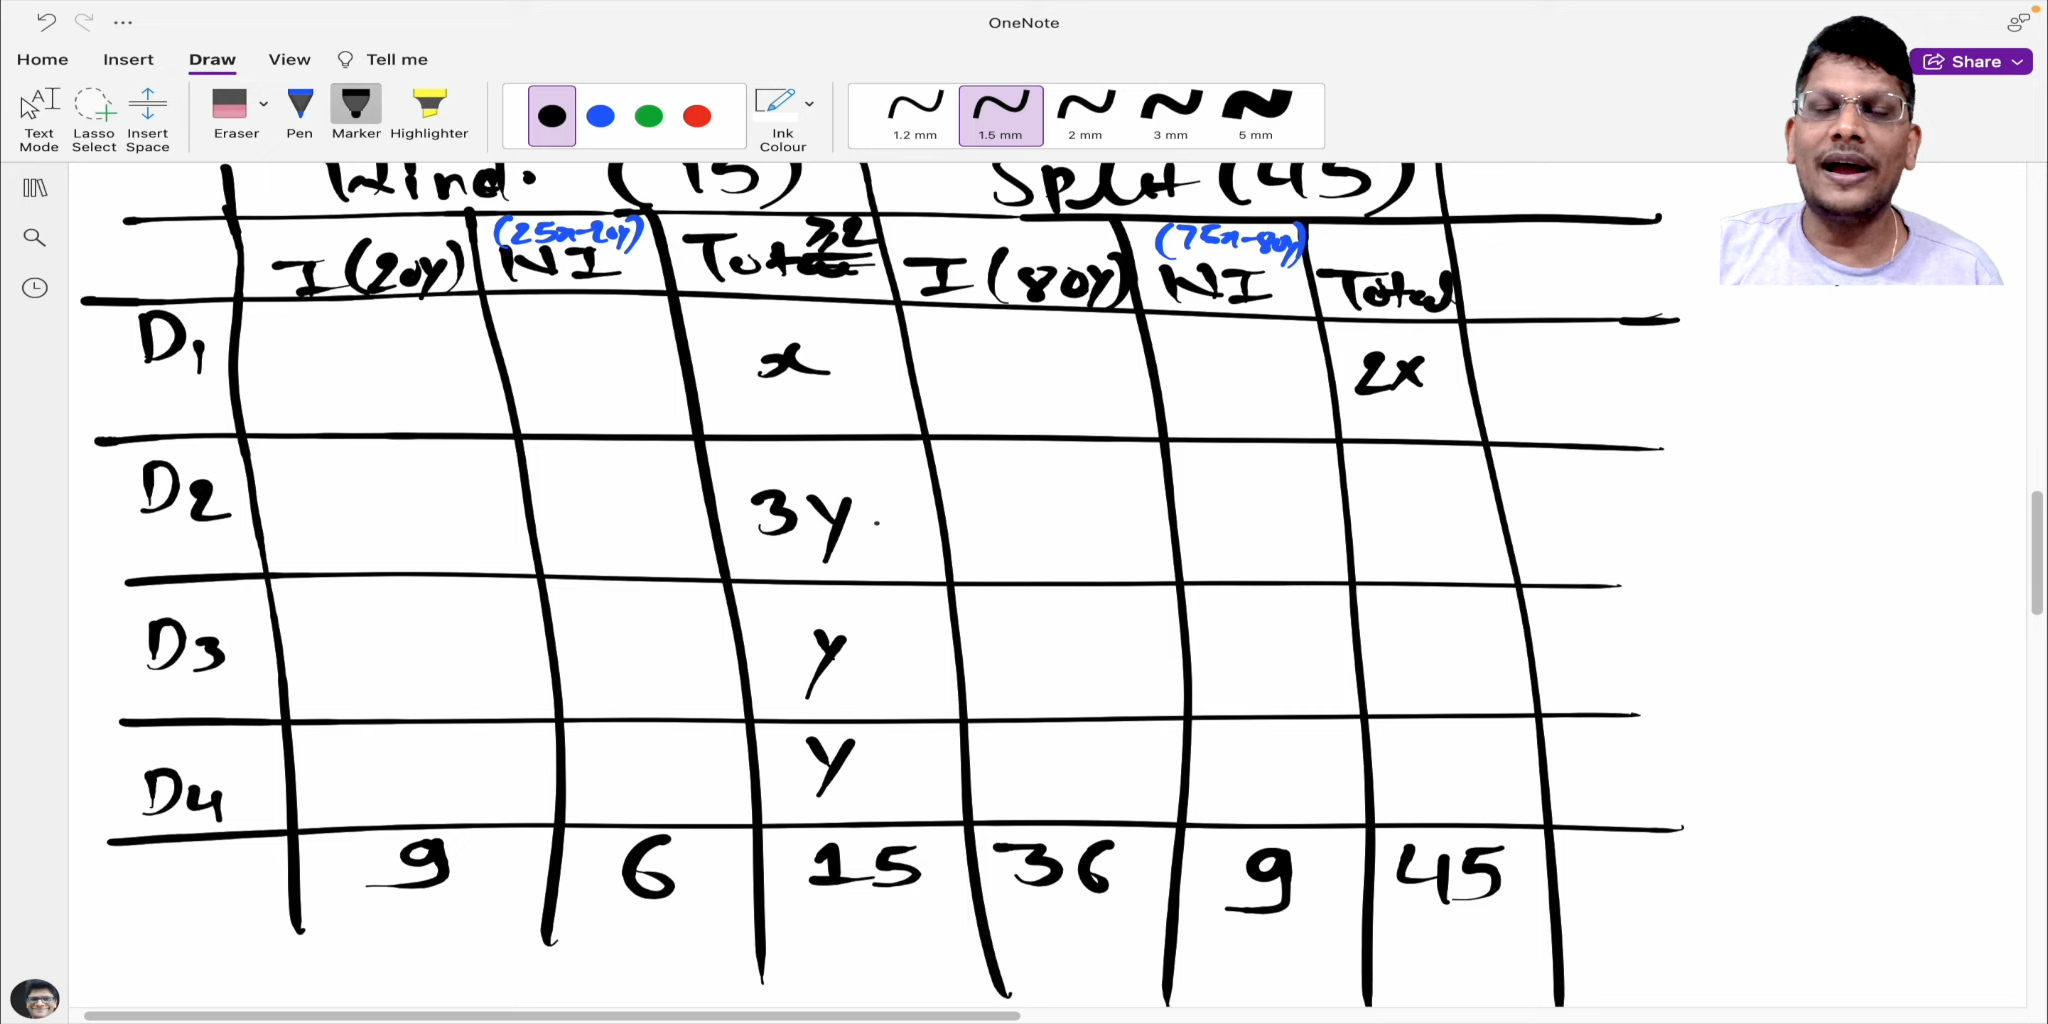 OneNote
Home Insert Draw View Tell me
Share
Text Mode
Lasso Select
Insert Space
Eraser
Pen
Marker
Highlighter
Ink Colour
1.2 mm
1.5 mm
2 mm
3 mm
5 mm
Wind. (15) Split (45)
(25x-20y) ≥2 (75x-80y)
I (20y) NI Tot I (80y) NI Total
D1 x 2x
D2 3y
D3 y
D4 y
9 6 15 36 9 45